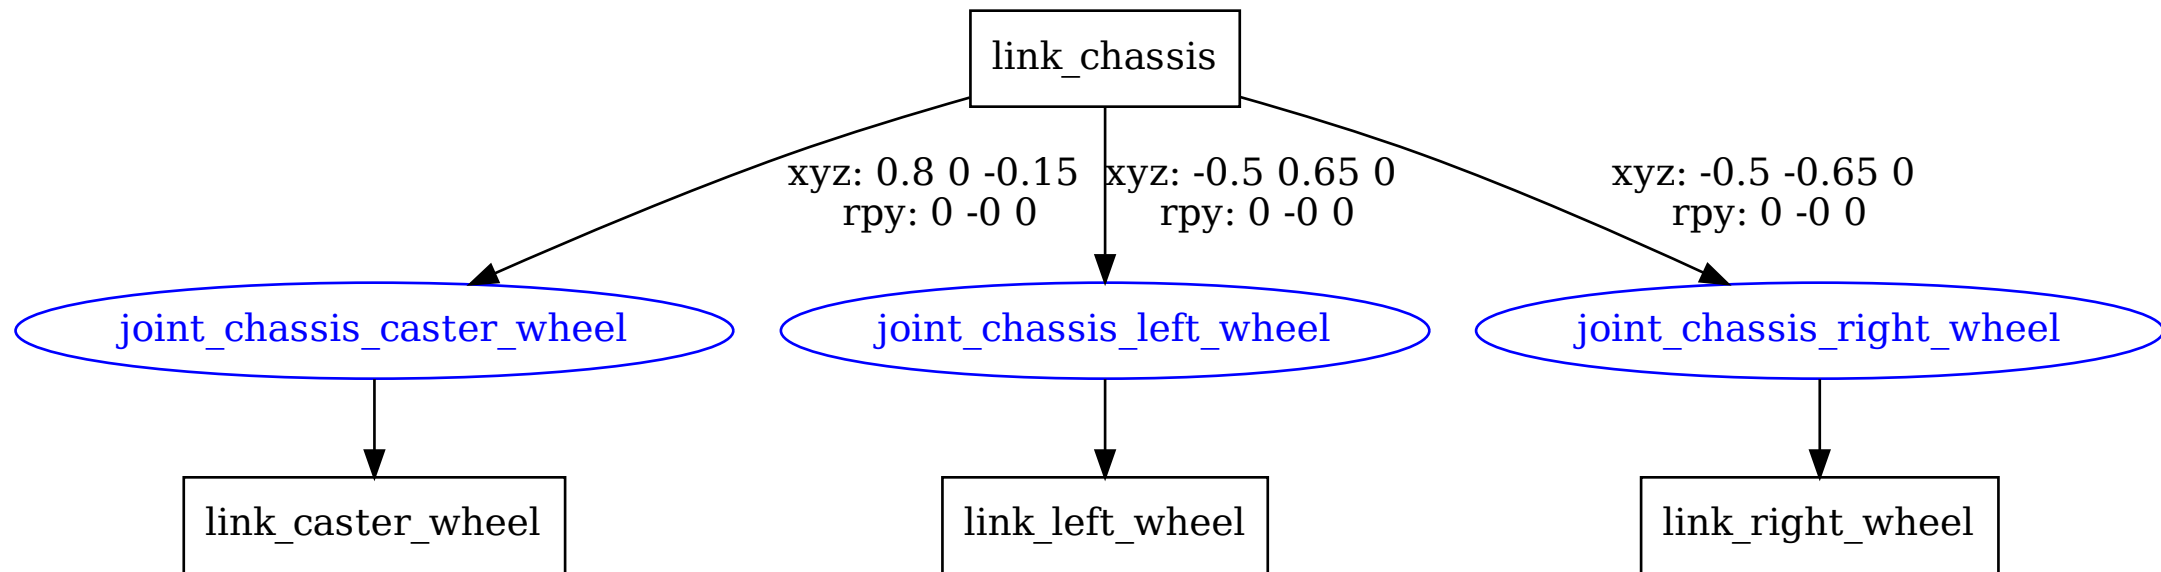 link_chassis
xyz: 0.8 0 -0.15
rpy: 0 -0 0
xyz: -0.5 0.65 0
rpy: 0 -0 0
xyz: -0.5 -0.65 0
rpy: 0 -0 0
joint_chassis_caster_wheel
joint_chassis_left_wheel
joint_chassis_right_wheel
link_caster_wheel
link_left_wheel
link_right_wheel